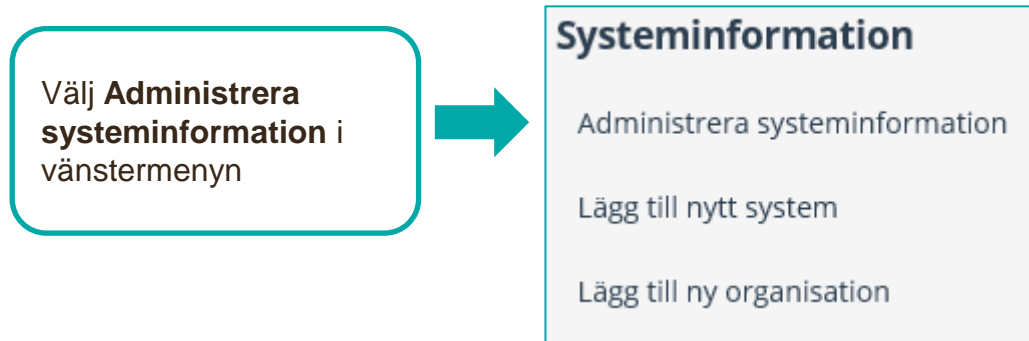 Välj Administrera
systeminformation i
vänstermenyn
Systeminformation
Administrera systeminformation
Lägg till nytt system
Lägg till ny organisation